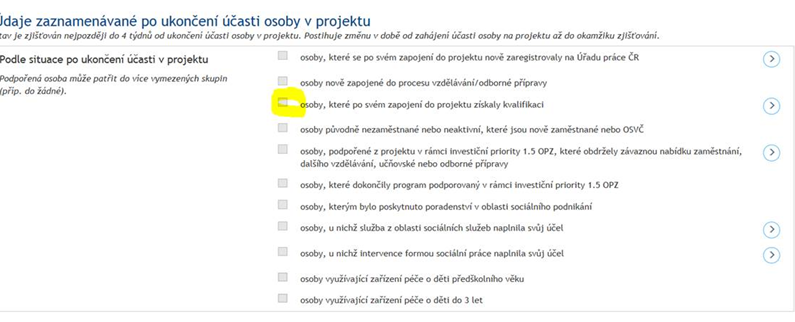 Údaje zaznamenávané po ukončení účasti osoby v projektu
tav je zjišťován nejpozději do 4 týdnů od ukončení účasti osoby v projektu. Postihuje změnu v době od zahájení účasti osoby na projektu až do okamžiku zjišťování.
Podle situace po ukončení účasti v projektu
Podpořená osoba může patřit do více vymezených skupin
(příp. do žádné).
osoby, které se po svém zapojení do projektu nově zaregistrovaly na Úřadu práce ČR
osoby nově zapojené do procesu vzdělávání/odborné přípravy
osoby, které po svém zapojení do projektu získaly kvalifikaci
osoby původně nezaměstnané nebo neaktivní, které jsou nově zaměstnané nebo OSVČ
osoby, podpořené z projektu v rámci investiční priority 1.5 OPZ, které obdržely závaznou nabídku zaměstnání,
dalšího vzdělávání, učňovské nebo odborné přípravy
osoby, které dokončily program podporovaný v rámci investiční priority 1.5 OPZ
osoby, kterým bylo poskytnuto poradenství v oblasti sociálního podnikání
osoby, u nichž služba z oblasti sociálních služeb naplnila svůj účel
osoby, u nichž intervence formou sociální práce naplnila svůj účel
osoby využívající zařízení péče o děti předškolního věku
osoby využívající zařízení péče o děti do 3 let